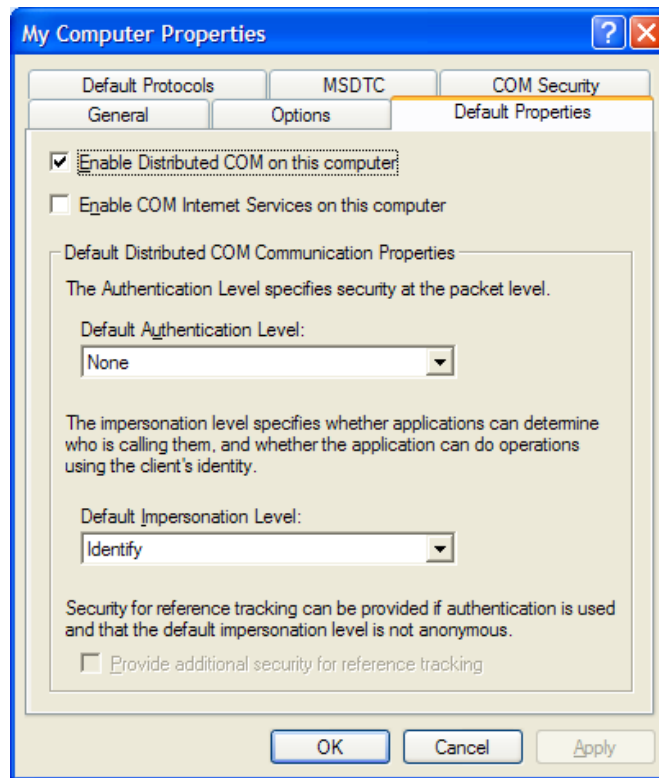 My Computer Properties
Default Protocols MSDTC COM Security
General Options Default Properties
Enable Distributed COM on this computer
Enable COM Internet Services on this computer
Default Distributed COM Communication Properties
The Authentication Level specifies security at the packet level.
Default Authentication Level:
None
The impersonation level specifies whether applications can determine
who is calling them, and whether the application can do operations
using the client's identity.
Default Impersonation Level:
Identify
Security for reference tracking can be provided if authentication is used
and that the default impersonation level is not anonymous.
Provide additional security for reference tracking
OK Cancel Apply